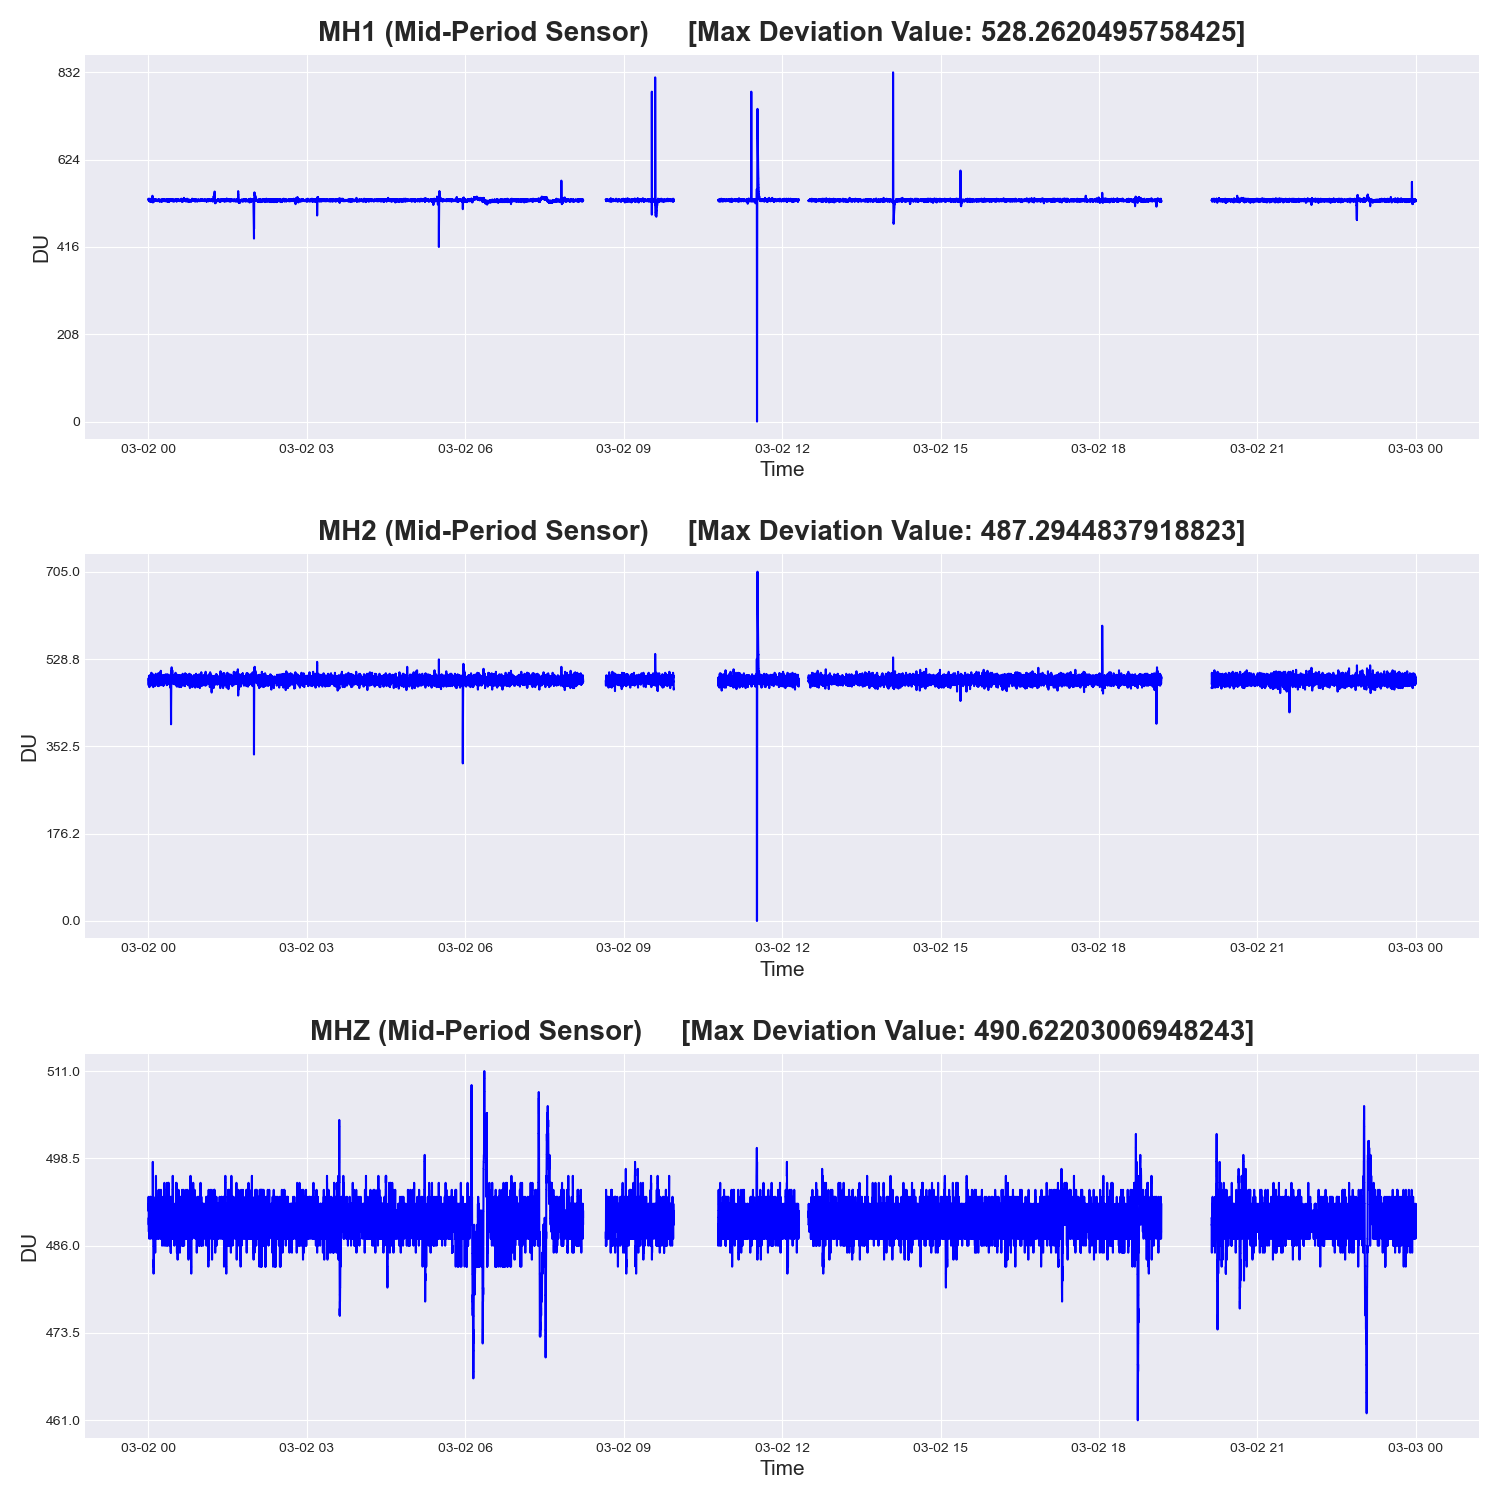 MH1 (Mid-Period Sensor) [Max Deviation Value: 528.2620495758425]
832
624
416
208
0
DU
03-02 00 03-02 03 03-02 06 03-02 09 03-02 12 03-02 15 03-02 18 03-02 21 03-03 00
Time
MH2 (Mid-Period Sensor) [Max Deviation Value: 487.2944837918823]
705.0
528.8
352.5
176.2
0.0
DU
03-02 00 03-02 03 03-02 06 03-02 09 03-02 12 03-02 15 03-02 18 03-02 21 03-03 00
Time
MHZ (Mid-Period Sensor) [Max Deviation Value: 490.62203006948243]
511.0
498.5
486.0
473.5
461.0
DU
03-02 00 03-02 03 03-02 06 03-02 09 03-02 12 03-02 15 03-02 18 03-02 21 03-03 00
Time